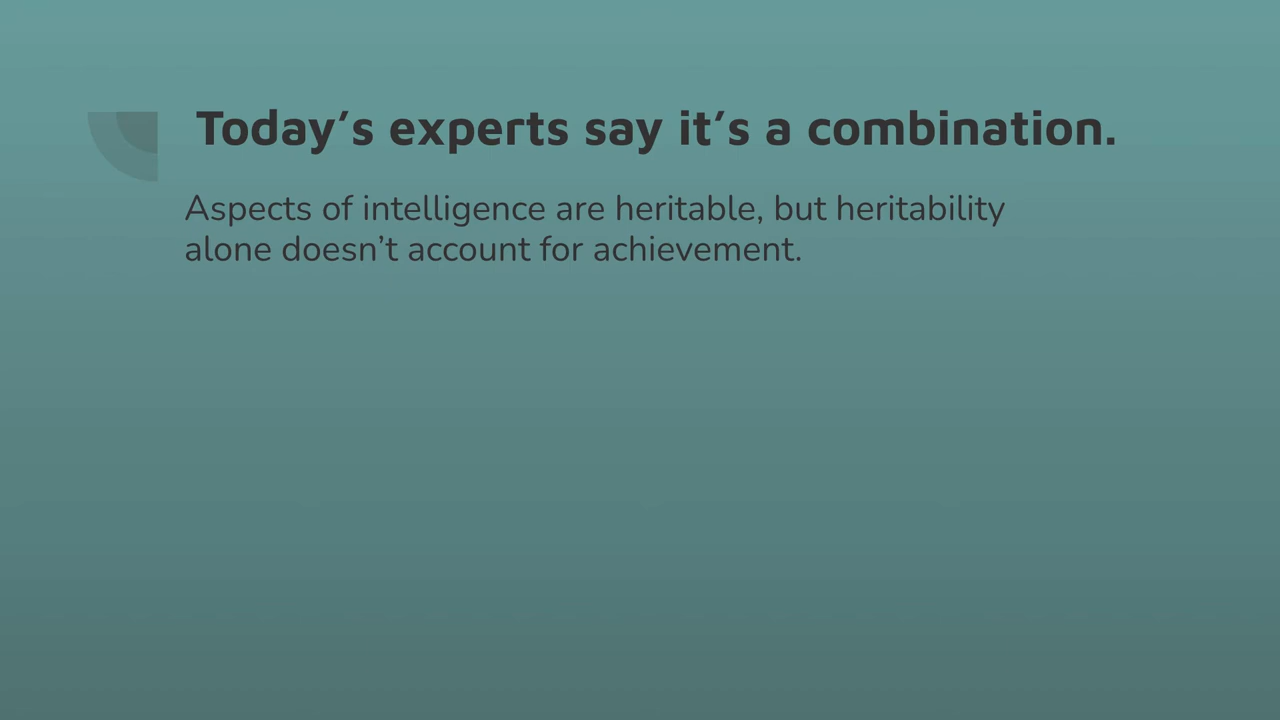 Today’s experts say it’s a combination.
Aspects of intelligence are heritable, but heritability
alone doesn’t account for achievement.